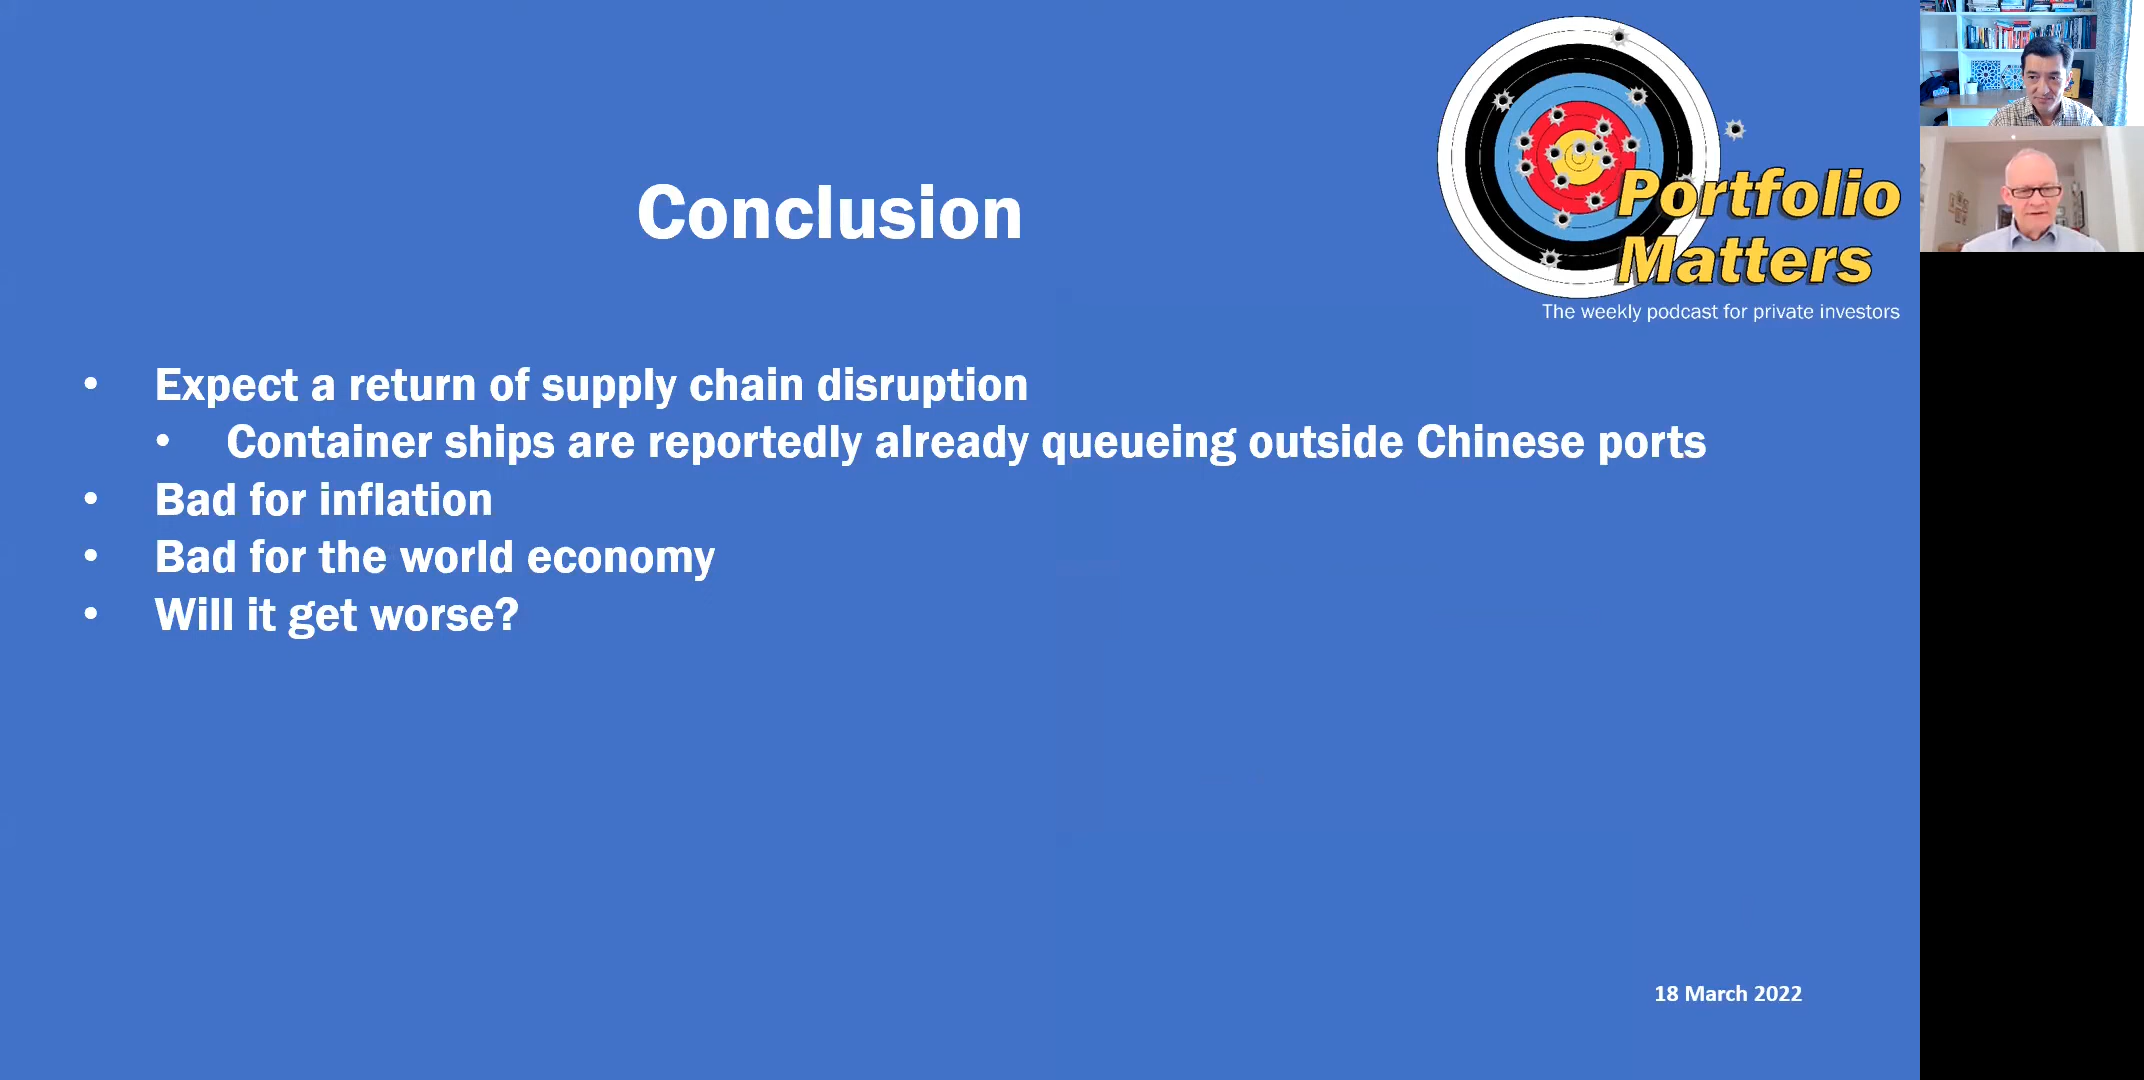 Conclusion
Portfolio
Matters
The weekly podcast for private investors
• Expect a return of supply chain disruption
• Container ships are reportedly already queueing outside Chinese ports
• Bad for inflation
• Bad for the world economy
• Will it get worse?
18 March 2022